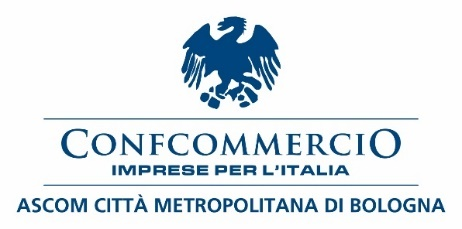 CONFCOMMERCIO
IMPRESE PER L'ITALIA
ASCOM CITTÀ METROPOLITANA DI BOLOGNA